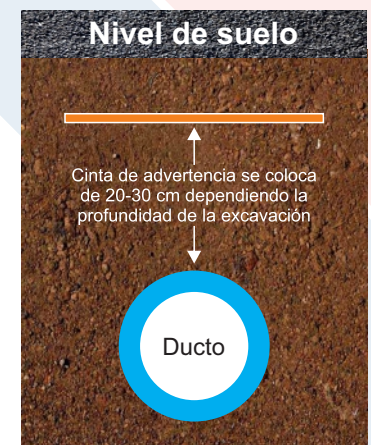 Nivel de suelo
Cinta de advertencia se coloca
de 20-30 cm dependiendo la
profundidad de la excavación
Ducto